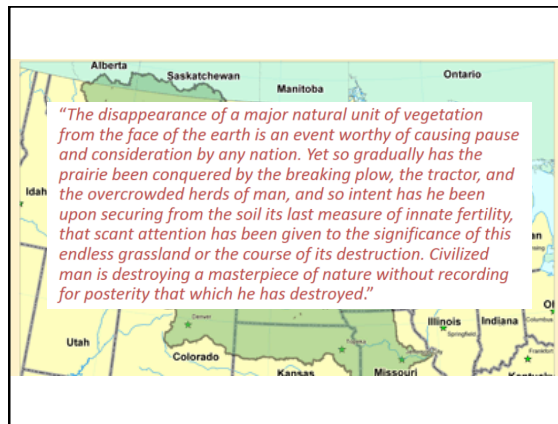 Alberta
Saskatchewan
Manitoba
Ontario
“The disappearance of a major natural unit of vegetation
from the face of the earth is an event worthy of causing pause
and consideration by any nation. Yet so gradually has the
prairie been conquered by the breaking plow, the tractor, and
the overcrowded herds of man, and so intent has he been
upon securing from the soil its last measure of innate fertility,
that scant attention has been given to the significance of this
endless grassland or the course of its destruction. Civilized
man is destroying a masterpiece of nature without recording
for posterity that which he has destroyed.”
Idah
Denver
Illinois
Indiana
Springfield
Columbus
Utah
Colorado
Kansas
Missouri
Frankfort